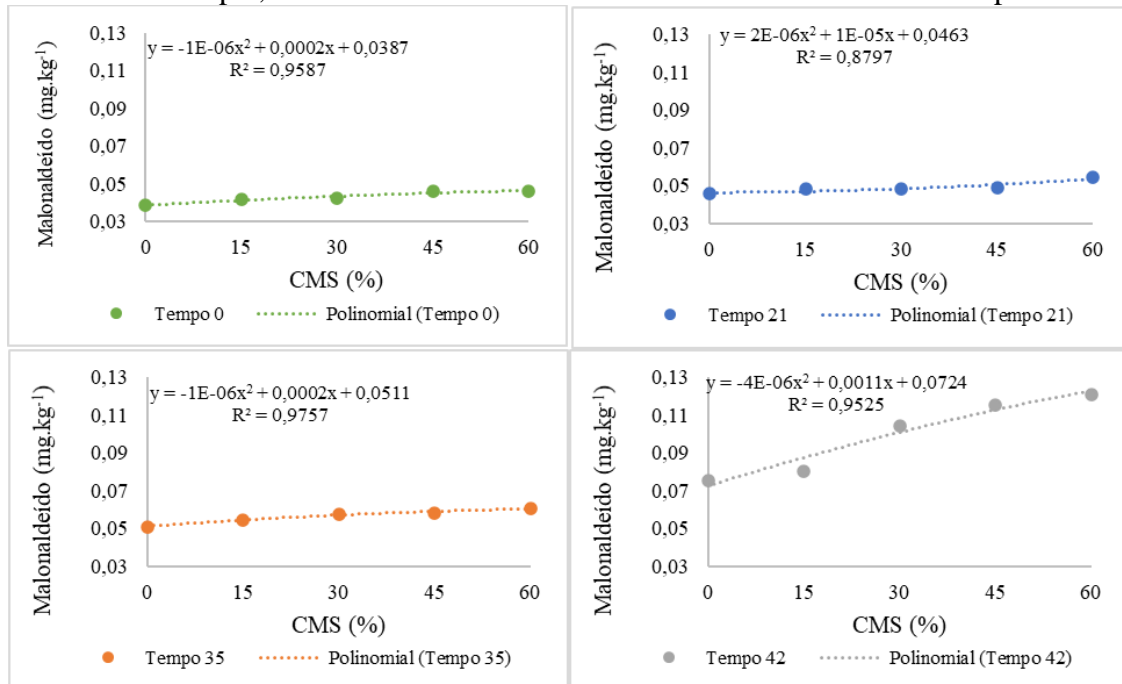 Malonaldeído (mg.kg⁻¹)
y = -1E-06x² + 0,0002x + 0,0387
R² = 0,9587
0,13
0,11
0,09
0,07
0,05
0,03
0 15 30 45 60
CMS (%)
Tempo 0 Polinomial (Tempo 0)
Malonaldeído (mg.kg⁻¹)
y = 2E-06x² + 1E-05x + 0,0463
R² = 0,8797
0,13
0,11
0,09
0,07
0,05
0,03
0 15 30 45 60
CMS (%)
Tempo 21 Polinomial (Tempo 21)
Malonaldeído (mg.kg⁻¹)
y = -1E-06x² + 0,0002x + 0,0511
R² = 0,9757
0,13
0,11
0,09
0,07
0,05
0,03
0 15 30 45 60
CMS (%)
Tempo 35 Polinomial (Tempo 35)
Malonaldeído (mg.kg⁻¹)
y = -4E-06x² + 0,0011x + 0,0724
R² = 0,9525
0,13
0,11
0,09
0,07
0,05
0,03
0 15 30 45 60
CMS (%)
Tempo 42 Polinomial (Tempo 42)